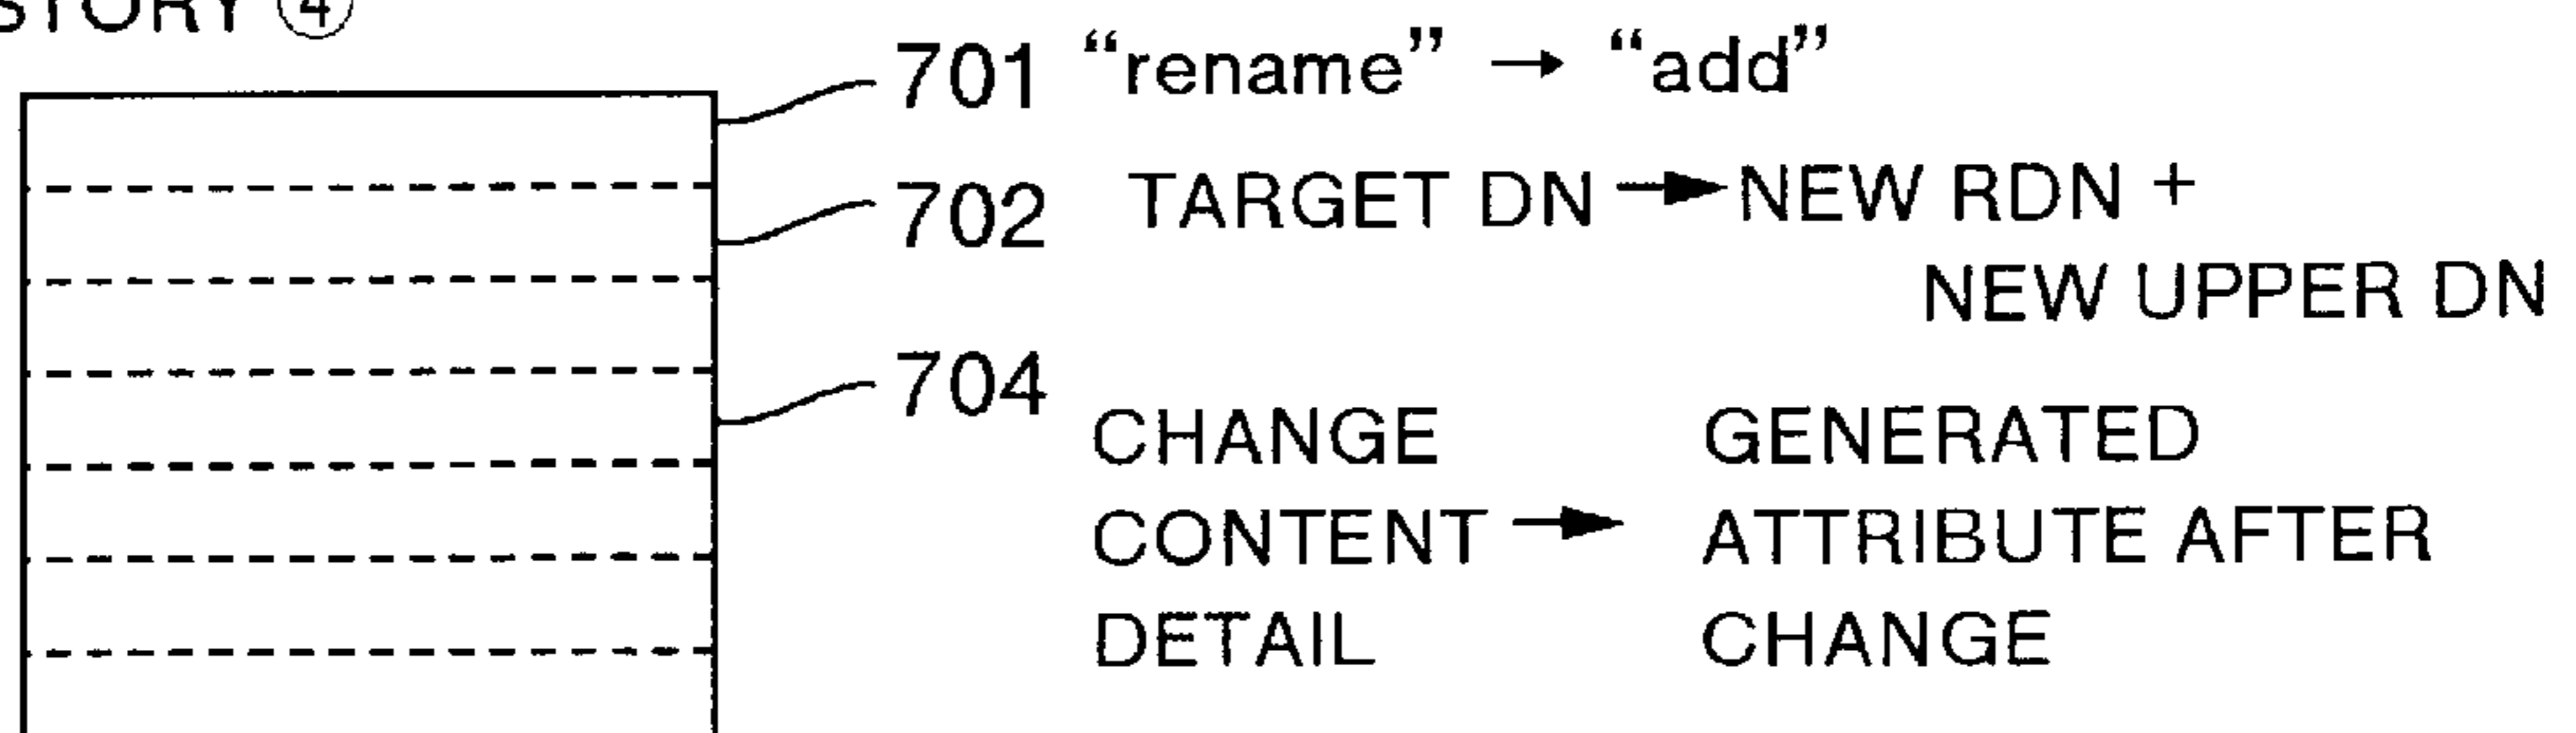 STORY ④
701 “rename” → “add”
702 TARGET DN → NEW RDN +
NEW UPPER DN
704
CHANGE GENERATED
CONTENT → ATTRIBUTE AFTER
DETAIL CHANGE